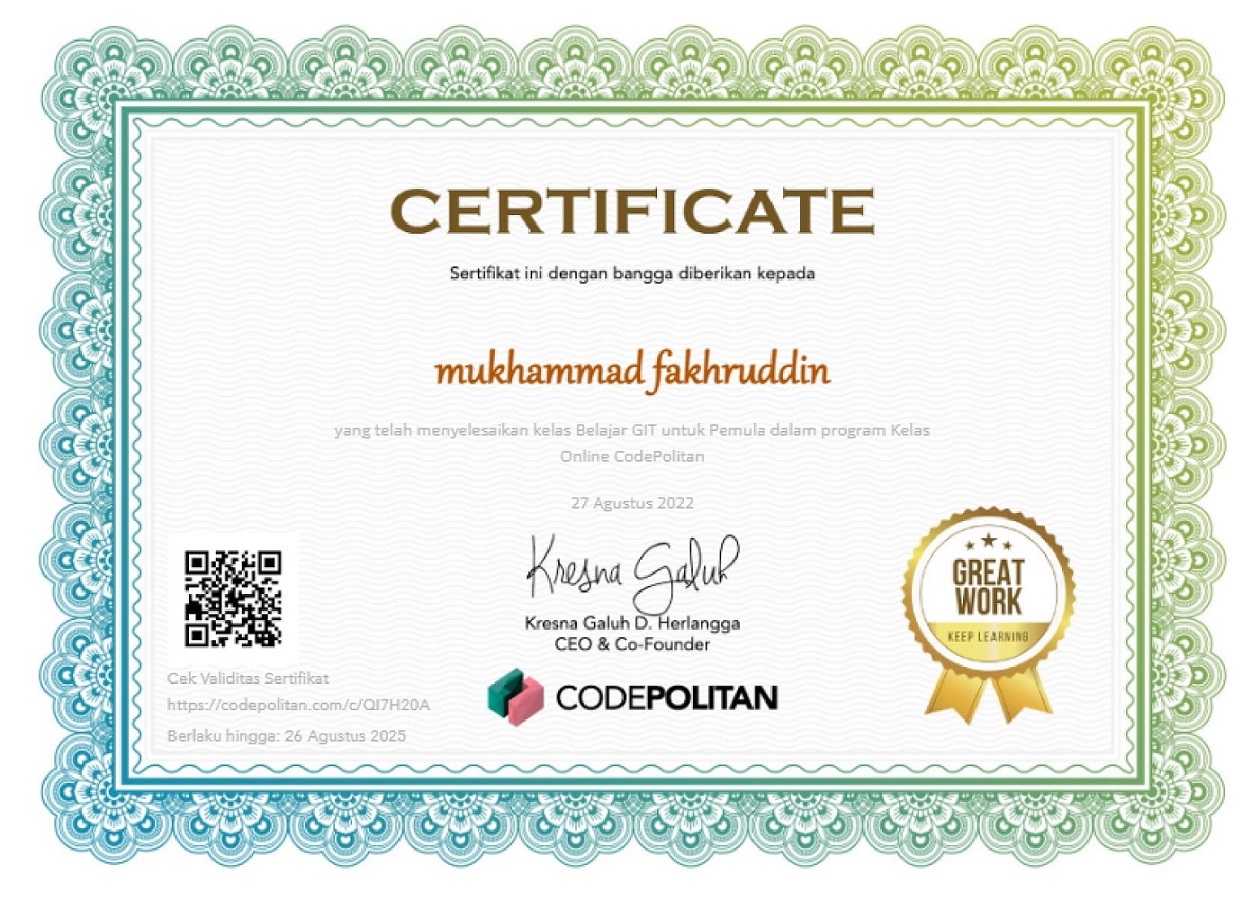 CERTIFICATE
Sertifikat ini dengan bangga diberikan kepada
mukhammad fakhruddin
yang telah menyelesaikan kelas Belajar GIT untuk Pemula dalam program Kelas
Online CodePolitan
27 Agustus 2022
Kresna Galuh
Kresna Galuh D. Herlangga
CEO & Co-Founder
CODEPOLITAN
GREAT
WORK
KEEP LEARNING
Cek Validitas Sertifikat
https://codepolitan.com/c/QI7H20A
Berlaku hingga: 26 Agustus 2025